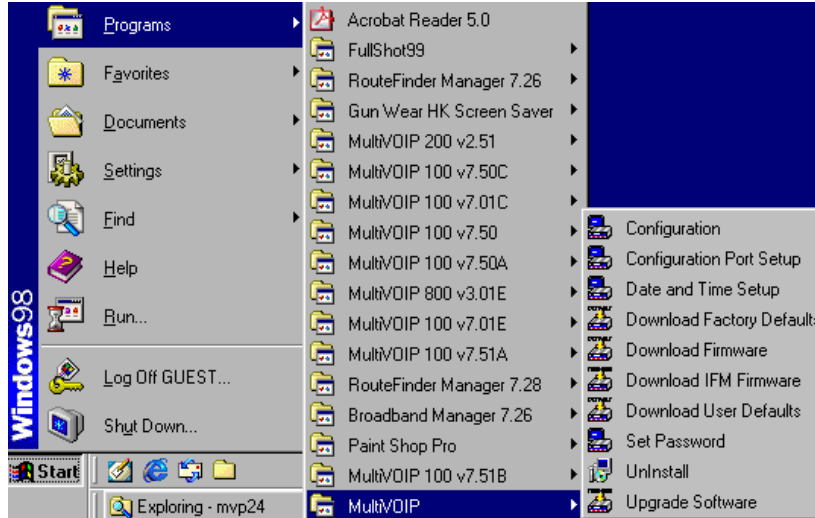 Programs
Favorites
Documents
Settings
Find
Help
Run...
Log Off GUEST...
Shut Down...
Windows98
Start
Exploring - mvp24
Acrobat Reader 5.0
FullShot99
RouteFinder Manager 7.26
Gun Wear HK Screen Saver
MultiVOIP 200 v2.51
MultiVOIP 100 v7.50C
MultiVOIP 100 v7.01C
MultiVOIP 100 v7.50
MultiVOIP 100 v7.50A
MultiVOIP 800 v3.01E
MultiVOIP 100 v7.01E
MultiVOIP 100 v7.51A
RouteFinder Manager 7.28
Broadband Manager 7.26
Paint Shop Pro
MultiVOIP 100 v7.51B
MultiVOIP
Configuration
Configuration Port Setup
Date and Time Setup
Download Factory Defaults
Download Firmware
Download IFM Firmware
Download User Defaults
Set Password
UnInstall
Upgrade Software